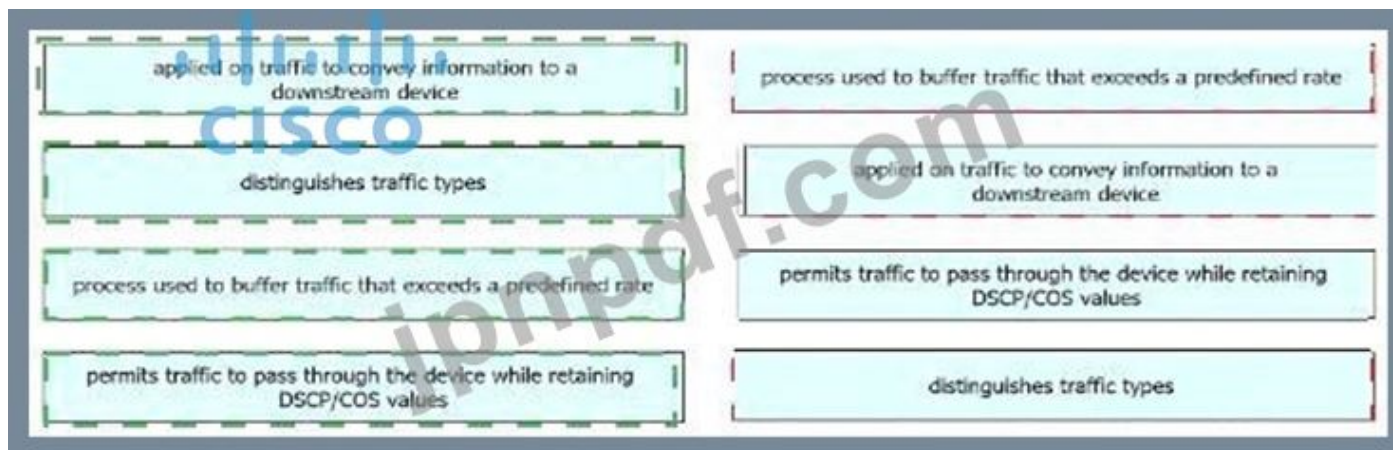 CISCO
applied on traffic to convey information to a
downstream device
distinguishes traffic types
process used to buffer traffic that exceeds a predefined rate
permits traffic to pass through the device while retaining
DSCP/COS values
process used to buffer traffic that exceeds a predefined rate
applied on traffic to convey information to a
downstream device
permits traffic to pass through the device while retaining
DSCP/COS values
distinguishes traffic types
jpnpdf.com